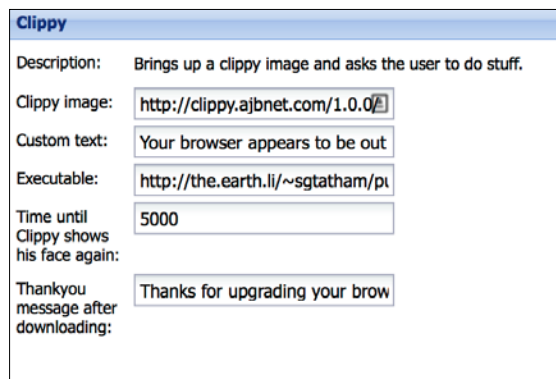 Clippy
Description: Brings up a clippy image and asks the user to do stuff.
Clippy image: http://clippy.ajbnet.com/1.0.0/
Custom text: Your browser appears to be out
Executable: http://the.earth.li/~sgtatham/pu
Time until 5000
Clippy shows
his face again:
Thankyou Thanks for upgrading your brow
message after
downloading: